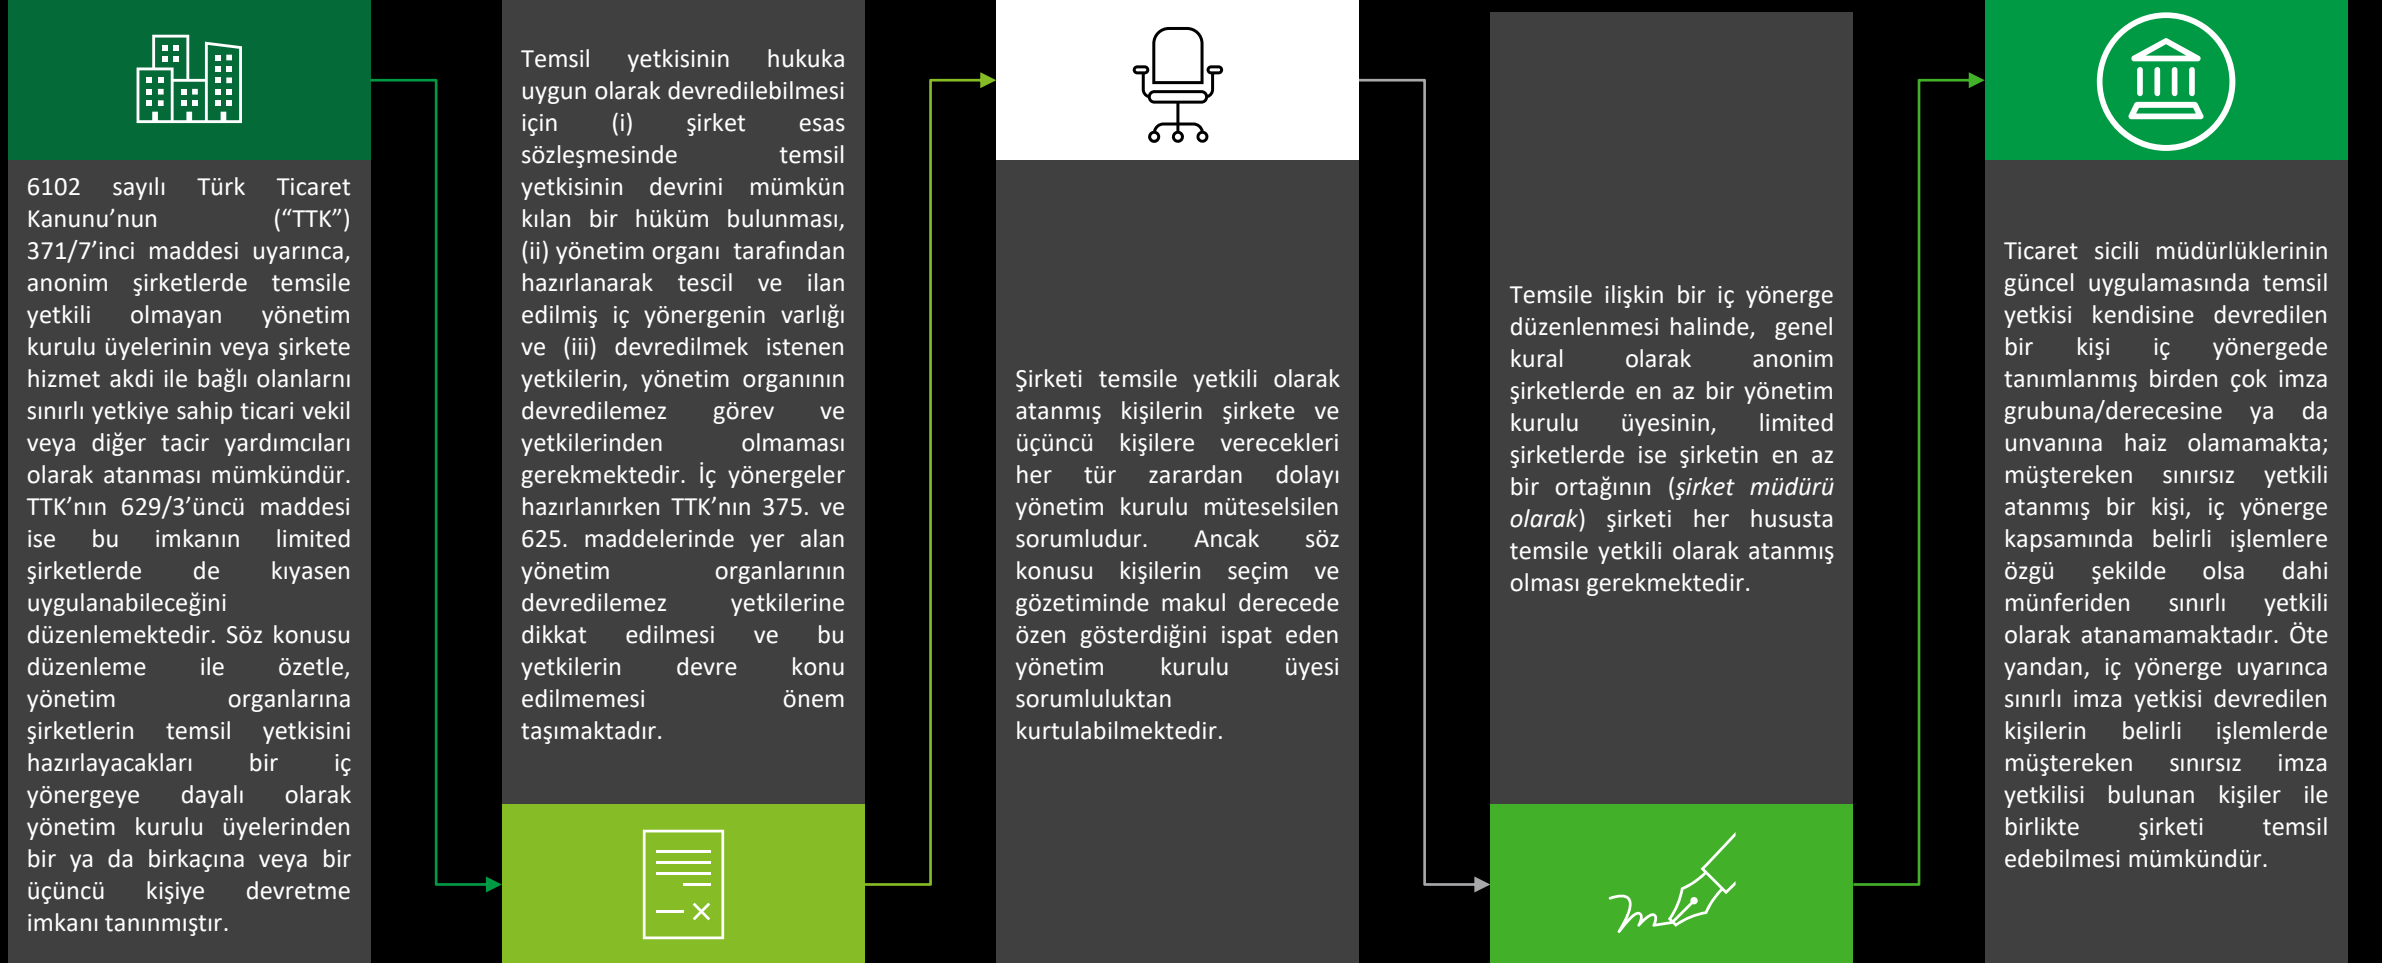 6102 sayılı Türk Ticaret
Kanunu’nun (“TTK”)
371/7’inci maddesi uyarınca,
anonim şirketlerde temsile
yetkili olmayan yönetim
kurulu üyelerinin veya şirkete
hizmet akdi ile bağlı olanlarnı
sınırlı yetkiye sahip ticari vekil
veya diğer tacir yardımcıları
olarak atanması mümkündür.
TTK’nın 629/3’üncü maddesi
ise bu imkanın limited
şirketlerde de kıyasen
uygulanabileceğini
düzenlemektedir. Söz konusu
düzenleme ile özetle,
yönetim organlarına
şirketlerin temsil yetkisini
hazırlayacakları bir iç
yönergeye dayalı olarak
yönetim kurulu üyelerinden
bir ya da birkaçına veya bir
üçüncü kişiye devretme
imkanı tanınmıştır.
Temsil yetkisinin hukuka
uygun olarak devredilebilmesi
için (i) şirket esas
sözleşmesinde temsil
yetkisinin devrini mümkün
kılan bir hüküm bulunması,
(ii) yönetim organı tarafından
hazırlanarak tescil ve ilan
edilmiş iç yönergenin varlığı
ve (iii) devredilmek istenen
yetkilerin, yönetim organının
devredilemez görev ve
yetkilerinden olmaması
gerekmektedir. İç yönergeler
hazırlanırken TTK’nın 375. ve
625. maddelerinde yer alan
yönetim organlarının
devredilemez yetkilerine
dikkat edilmesi ve bu
yetkilerin devre konu
edilmemesi önem
taşımaktadır.
Şirketi temsile yetkili olarak
atanmış kişilerin şirkete ve
üçüncü kişilere verecekleri
her tür zarardan dolayı
yönetim kurulu müteselsilen
sorumludur. Ancak söz
konusu kişilerin seçim ve
gözetiminde makul derecede
özen gösterdiğini ispat eden
yönetim kurulu üyesi
sorumluluktan
kurtulabilmektedir.
Temsile ilişkin bir iç yönerge
düzenlenmesi halinde, genel
kural olarak anonim
şirketlerde en az bir yönetim
kurulu üyesinin, limited
şirketlerde ise şirketin en az
bir ortağının (şirket müdürü
olarak) şirketi her hususta
temsile yetkili olarak atanmış
olması gerekmektedir.
Ticaret sicili müdürlüklerinin
güncel uygulamasında temsil
yetkisi kendisine devredilen
bir kişi iç yönergede
tanımlanmış birden çok imza
grubuna/derecesine ya da
unvanına haiz olamamakta;
müştereken sınırsız yetkili
atanmış bir kişi, iç yönerge
kapsamında belirli işlemlere
özgü şekilde olsa dahi
münferiden sınırlı yetkili
olarak atanamamaktadır. Öte
yandan, iç yönerge uyarınca
sınırlı imza yetkisi devredilen
kişilerin belirli işlemlerde
müştereken sınırsız imza
yetkilisi bulunan kişiler ile
birlikte şirketi temsil
edebilmesi mümkündür.